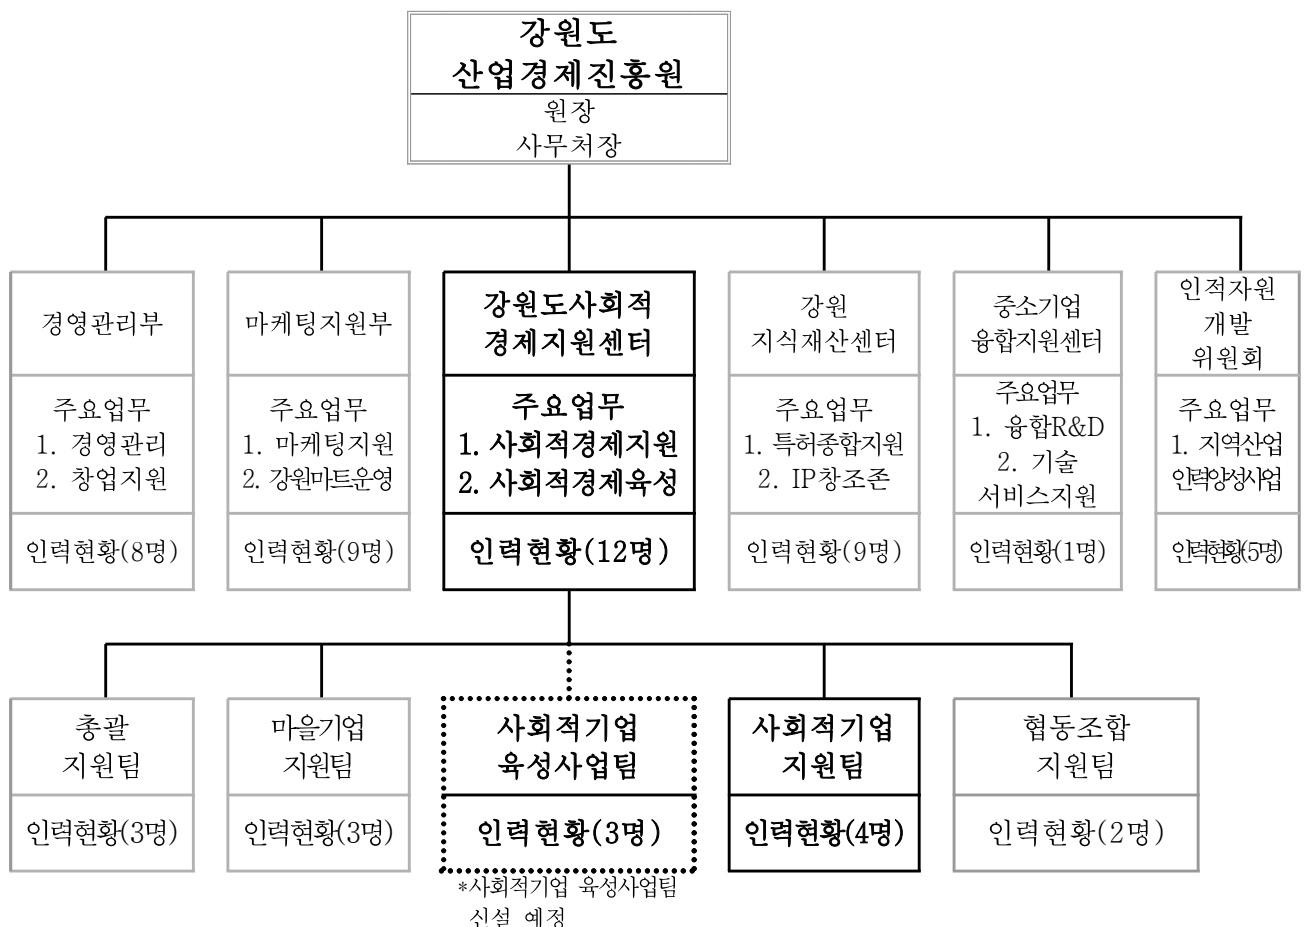 강원도
산업경제진흥원
원장
사무처장
경영관리부
주요업무
1. 경영관리
2. 창업지원
인력현황(8명)
마케팅지원부
주요업무
1. 마케팅지원
2. 강원마트운영
인력현황(9명)
강원도사회적
경제지원센터
주요업무
1. 사회적경제지원
2. 사회적경제육성
인력현황(12명)
강원
지식재산센터
주요업무
1. 특허종합지원
2. IP창조존
인력현황(9명)
중소기업
융합지원센터
주요업무
1. 융합R&D
2. 기술
서비스지원
인력현황(1명)
인적자원
개발
위원회
주요업무
1. 지역산업
인력양성사업
인력현황(5명)
총괄
지원팀
인력현황(3명)
마을기업
지원팀
인력현황(3명)
사회적기업
육성사업팀
인력현황(3명)
*사회적기업 육성사업팀
신설 예정
사회적기업
지원팀
인력현황(4명)
협동조합
지원팀
인력현황(2명)